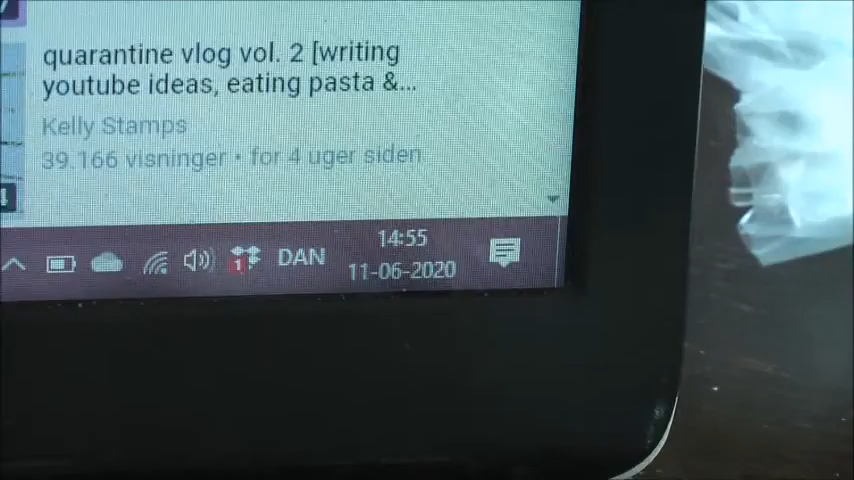 quarantine vlog vol. 2 [writing
youtube ideas, eating pasta &...
Kelly Stamps
39.166 visninger • for 4 uger siden
1 DAN 14:55
11-06-2020